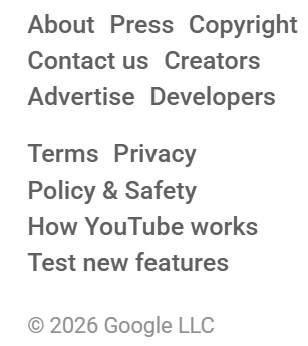 About Press Copyright
Contact us Creators
Advertise Developers
Terms Privacy
Policy & Safety
How YouTube works
Test new features
© 2026 Google LLC